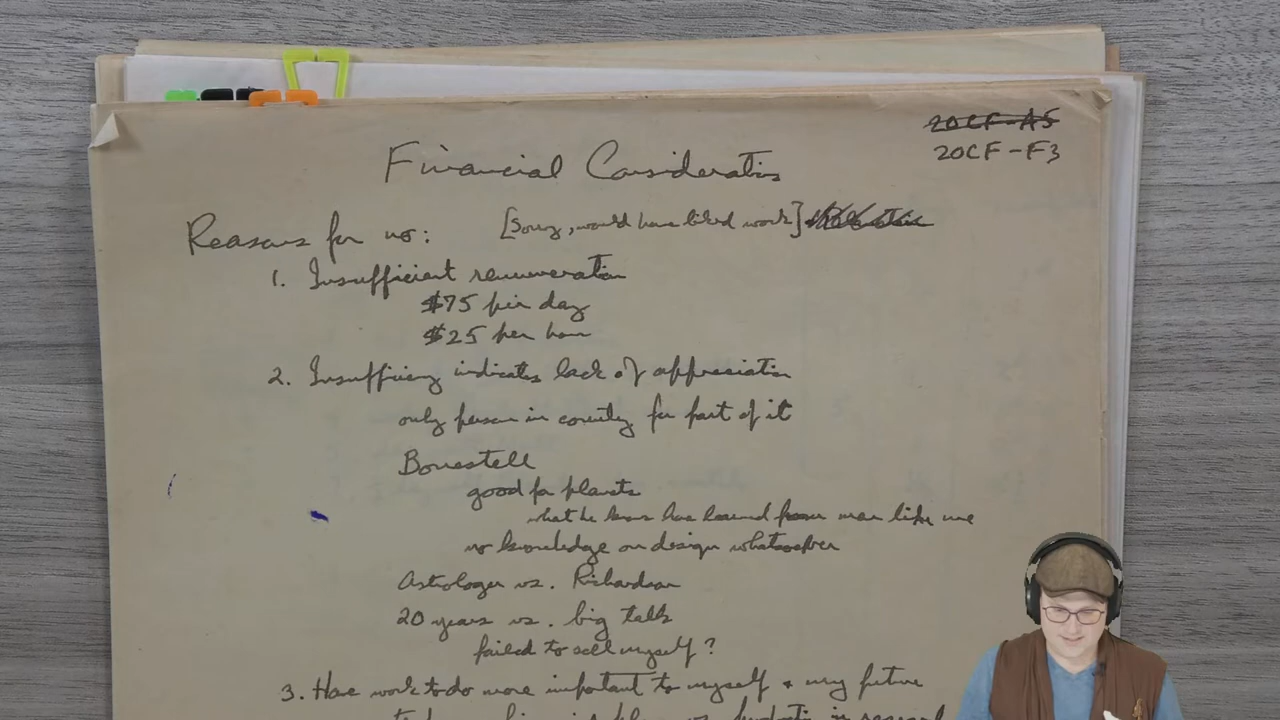 20CF-A5
20CF-F3
Financial Consideration
Reasons for no: [Sorry, would have liked work]
1. Insufficient remuneration
$75 per day
$25 per hour
2. Insufficiency indicates lack of appreciation
only person in country for part of it
Bonestell
good for planets
what he knows has learned from men like me
no knowledge on design whatsoever
Astrologer vs. Richardson
20 years vs. big talk
failed to sell myself?
3. Have work to do more important to myself & my future